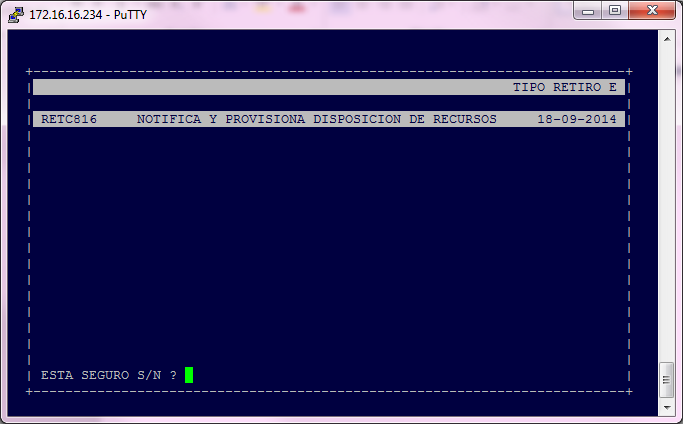 172.16.16.234 - PuTTY
TIPO RETIRO E
RETC816 NOTIFICA Y PROVISIONA DISPOSICION DE RECURSOS 18-09-2014
ESTA SEGURO S/N ?